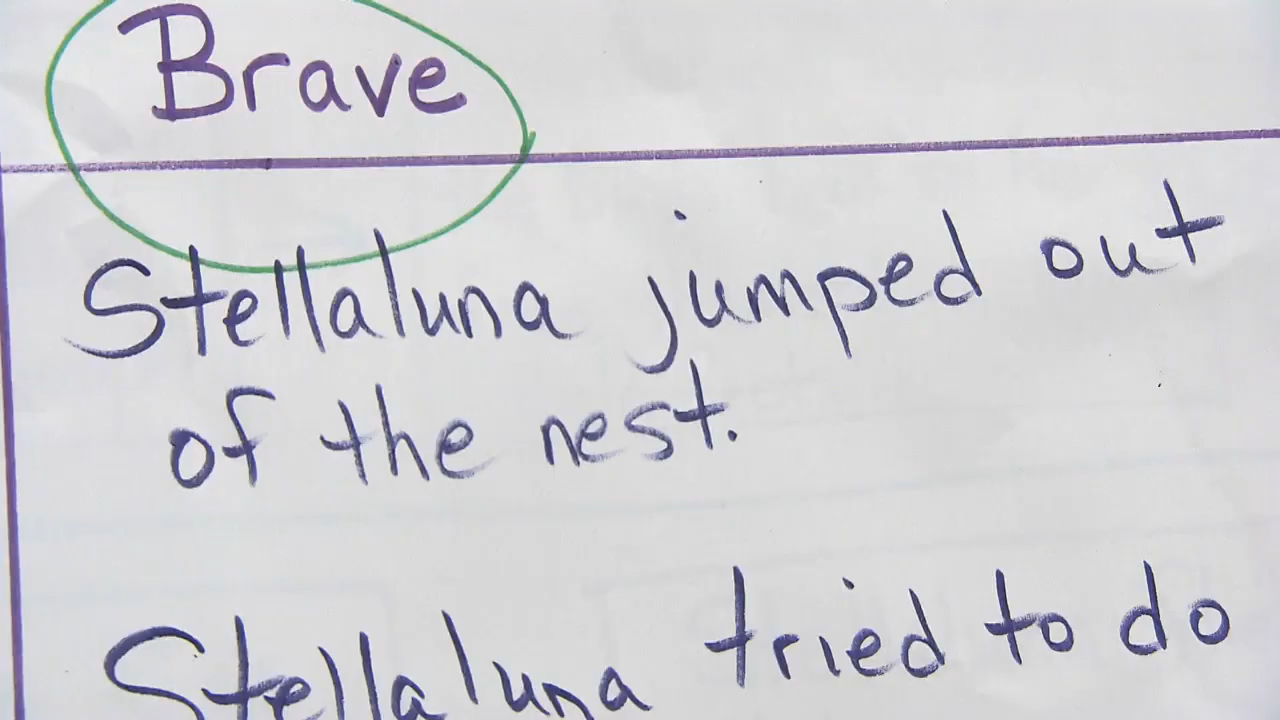 Brave
Stellaluna jumped out
of the nest.
Stellaluna tried to do